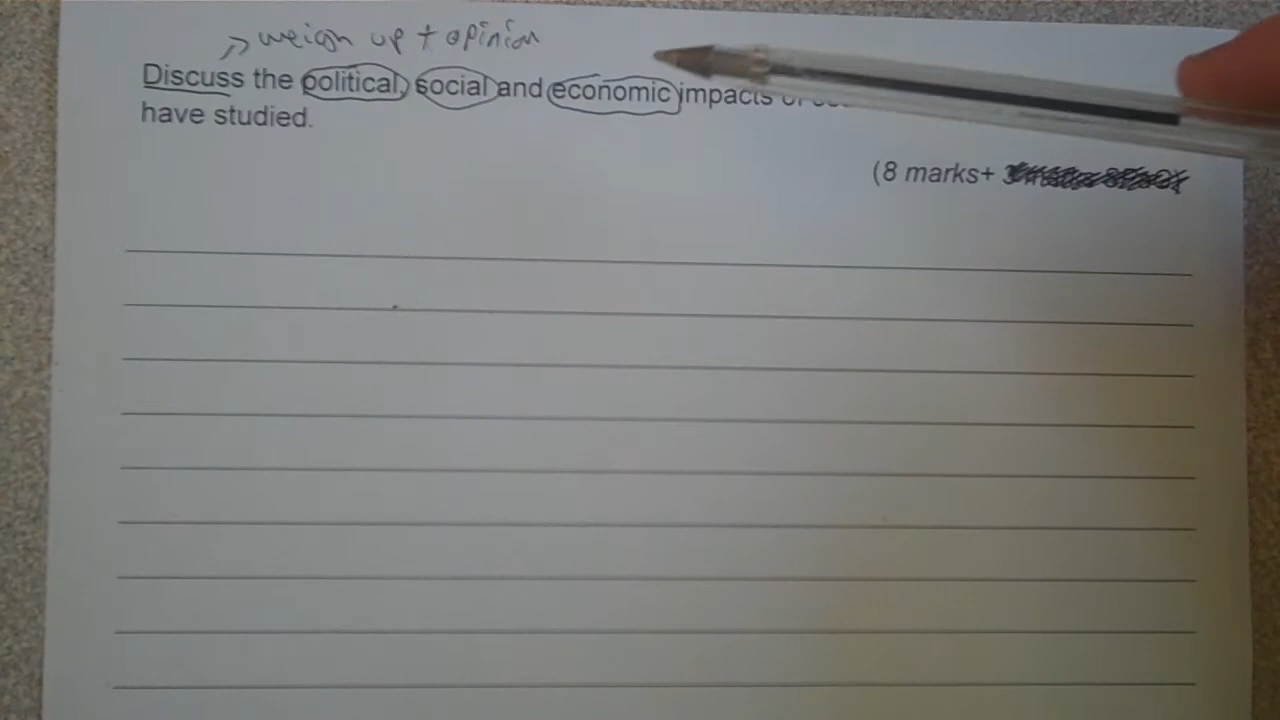 weigh up + opinion
Discuss the political, social and economic impacts
have studied.
(8 marks+